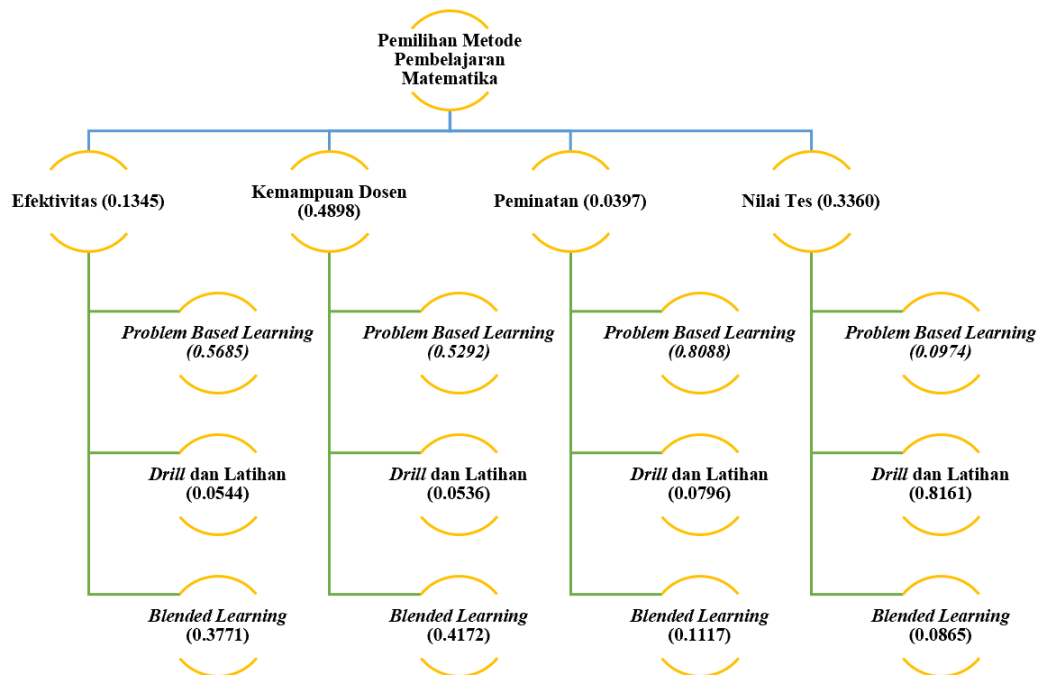 Pemilihan Metode
Pembelajaran
Matematika
Efektivitas (0.1345)
Kemampuan Dosen
(0.4898)
Peminatan (0.0397)
Nilai Tes (0.3360)
Problem Based Learning
(0.5685)
Problem Based Learning
(0.5292)
Problem Based Learning
(0.8088)
Problem Based Learning
(0.0974)
Drill dan Latihan
(0.0544)
Drill dan Latihan
(0.0536)
Drill dan Latihan
(0.0796)
Drill dan Latihan
(0.8161)
Blended Learning
(0.3771)
Blended Learning
(0.4172)
Blended Learning
(0.1117)
Blended Learning
(0.0865)